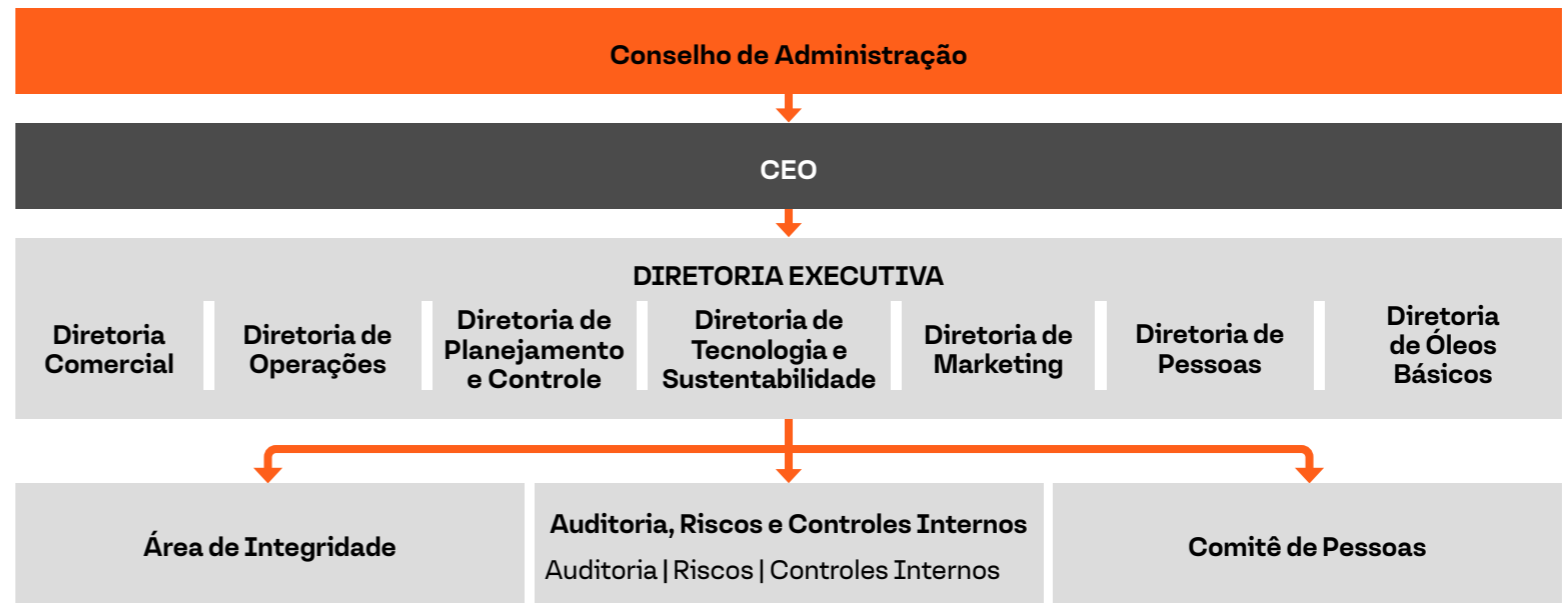 Conselho de Administração
CEO
DIRETORIA EXECUTIVA
Diretoria
Comercial
Diretoria de
Operações
Diretoria de
Planejamento
e Controle
Diretoria de
Tecnologia e
Sustentabilidade
Diretoria de
Marketing
Diretoria de
Pessoas
Diretoria
de Óleos
Básicos
Área de Integridade
Auditoria, Riscos e Controles Internos
Auditoria | Riscos | Controles Internos
Comitê de Pessoas